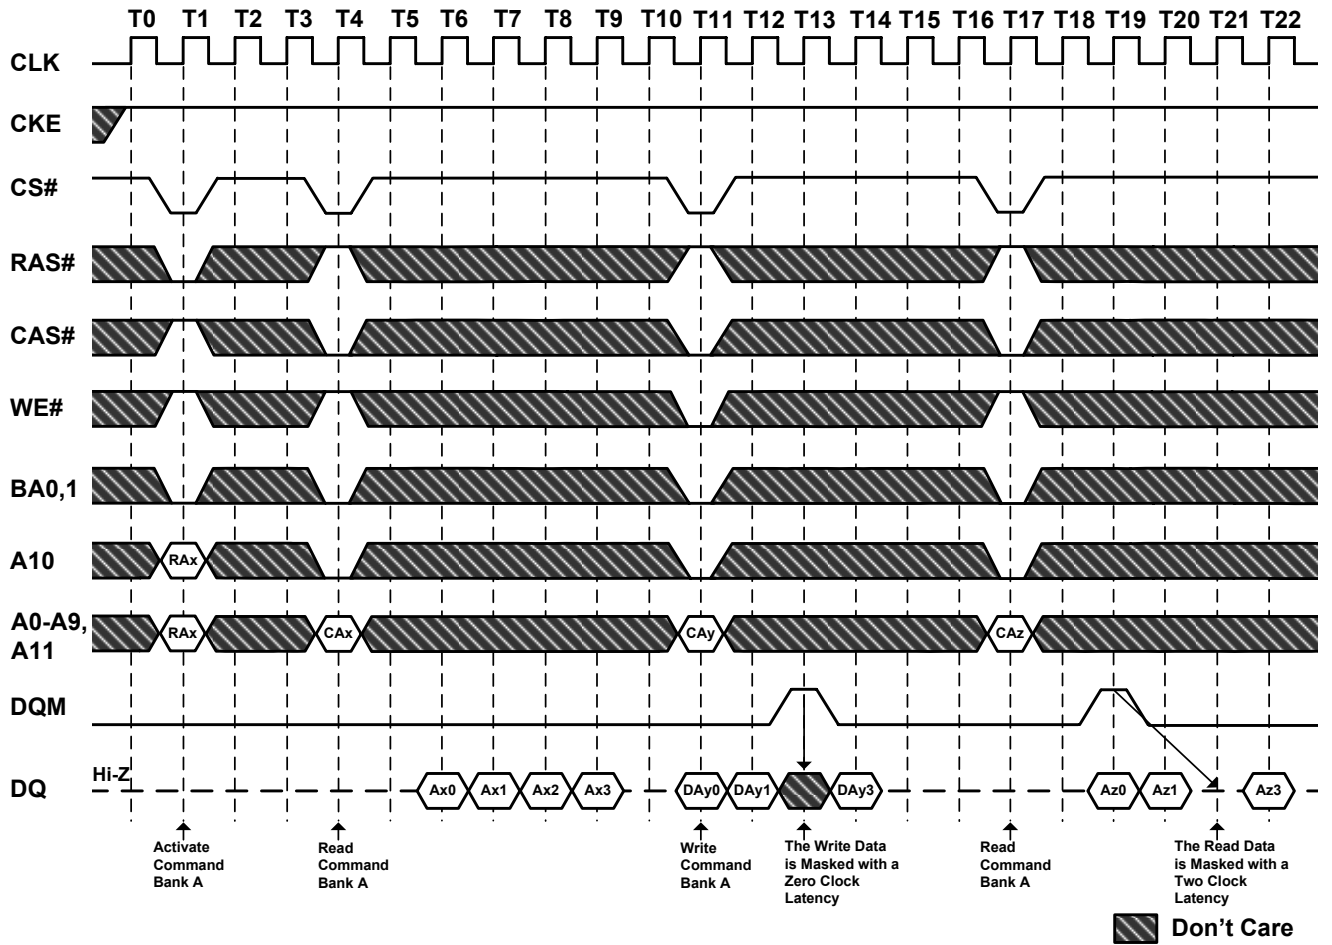 T0 T1 T2 T3 T4 T5 T6 T7 T8 T9 T10 T11 T12 T13 T14 T15 T16 T17 T18 T19 T20 T21 T22
CLK
CKE
CS#
RAS#
CAS#
WE#
BA0,1
A10
RAx
A0-A9,
A11
RAx CAx CAy CAz
DQM
Hi-Z
DQ
Ax0 Ax1 Ax2 Ax3 DAy0 DAy1 DAy3 Az0 Az1 Az3
Activate
Command
Bank A
Read
Command
Bank A
Write
Command
Bank A
The Write Data
is Masked with a
Zero Clock
Latency
Read
Command
Bank A
The Read Data
is Masked with a
Two Clock
Latency
Don't Care